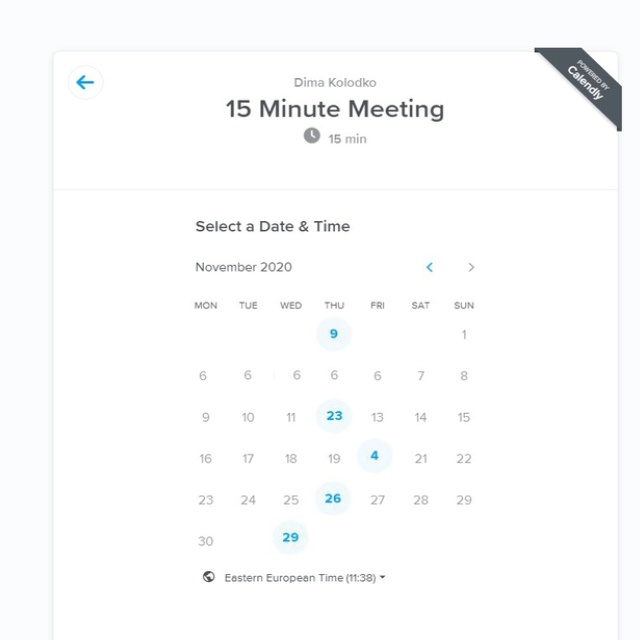 POWERED BY
Calendly
Dima Kolodko
15 Minute Meeting
15 min
Select a Date & Time
November 2020
MON TUE WED THU FRI SAT SUN
9 1
6 6 6 6 6 7 8
9 10 11 23 13 14 15
16 17 18 19 4 21 22
23 24 25 26 27 28 29
30 29
Eastern European Time (11:38)